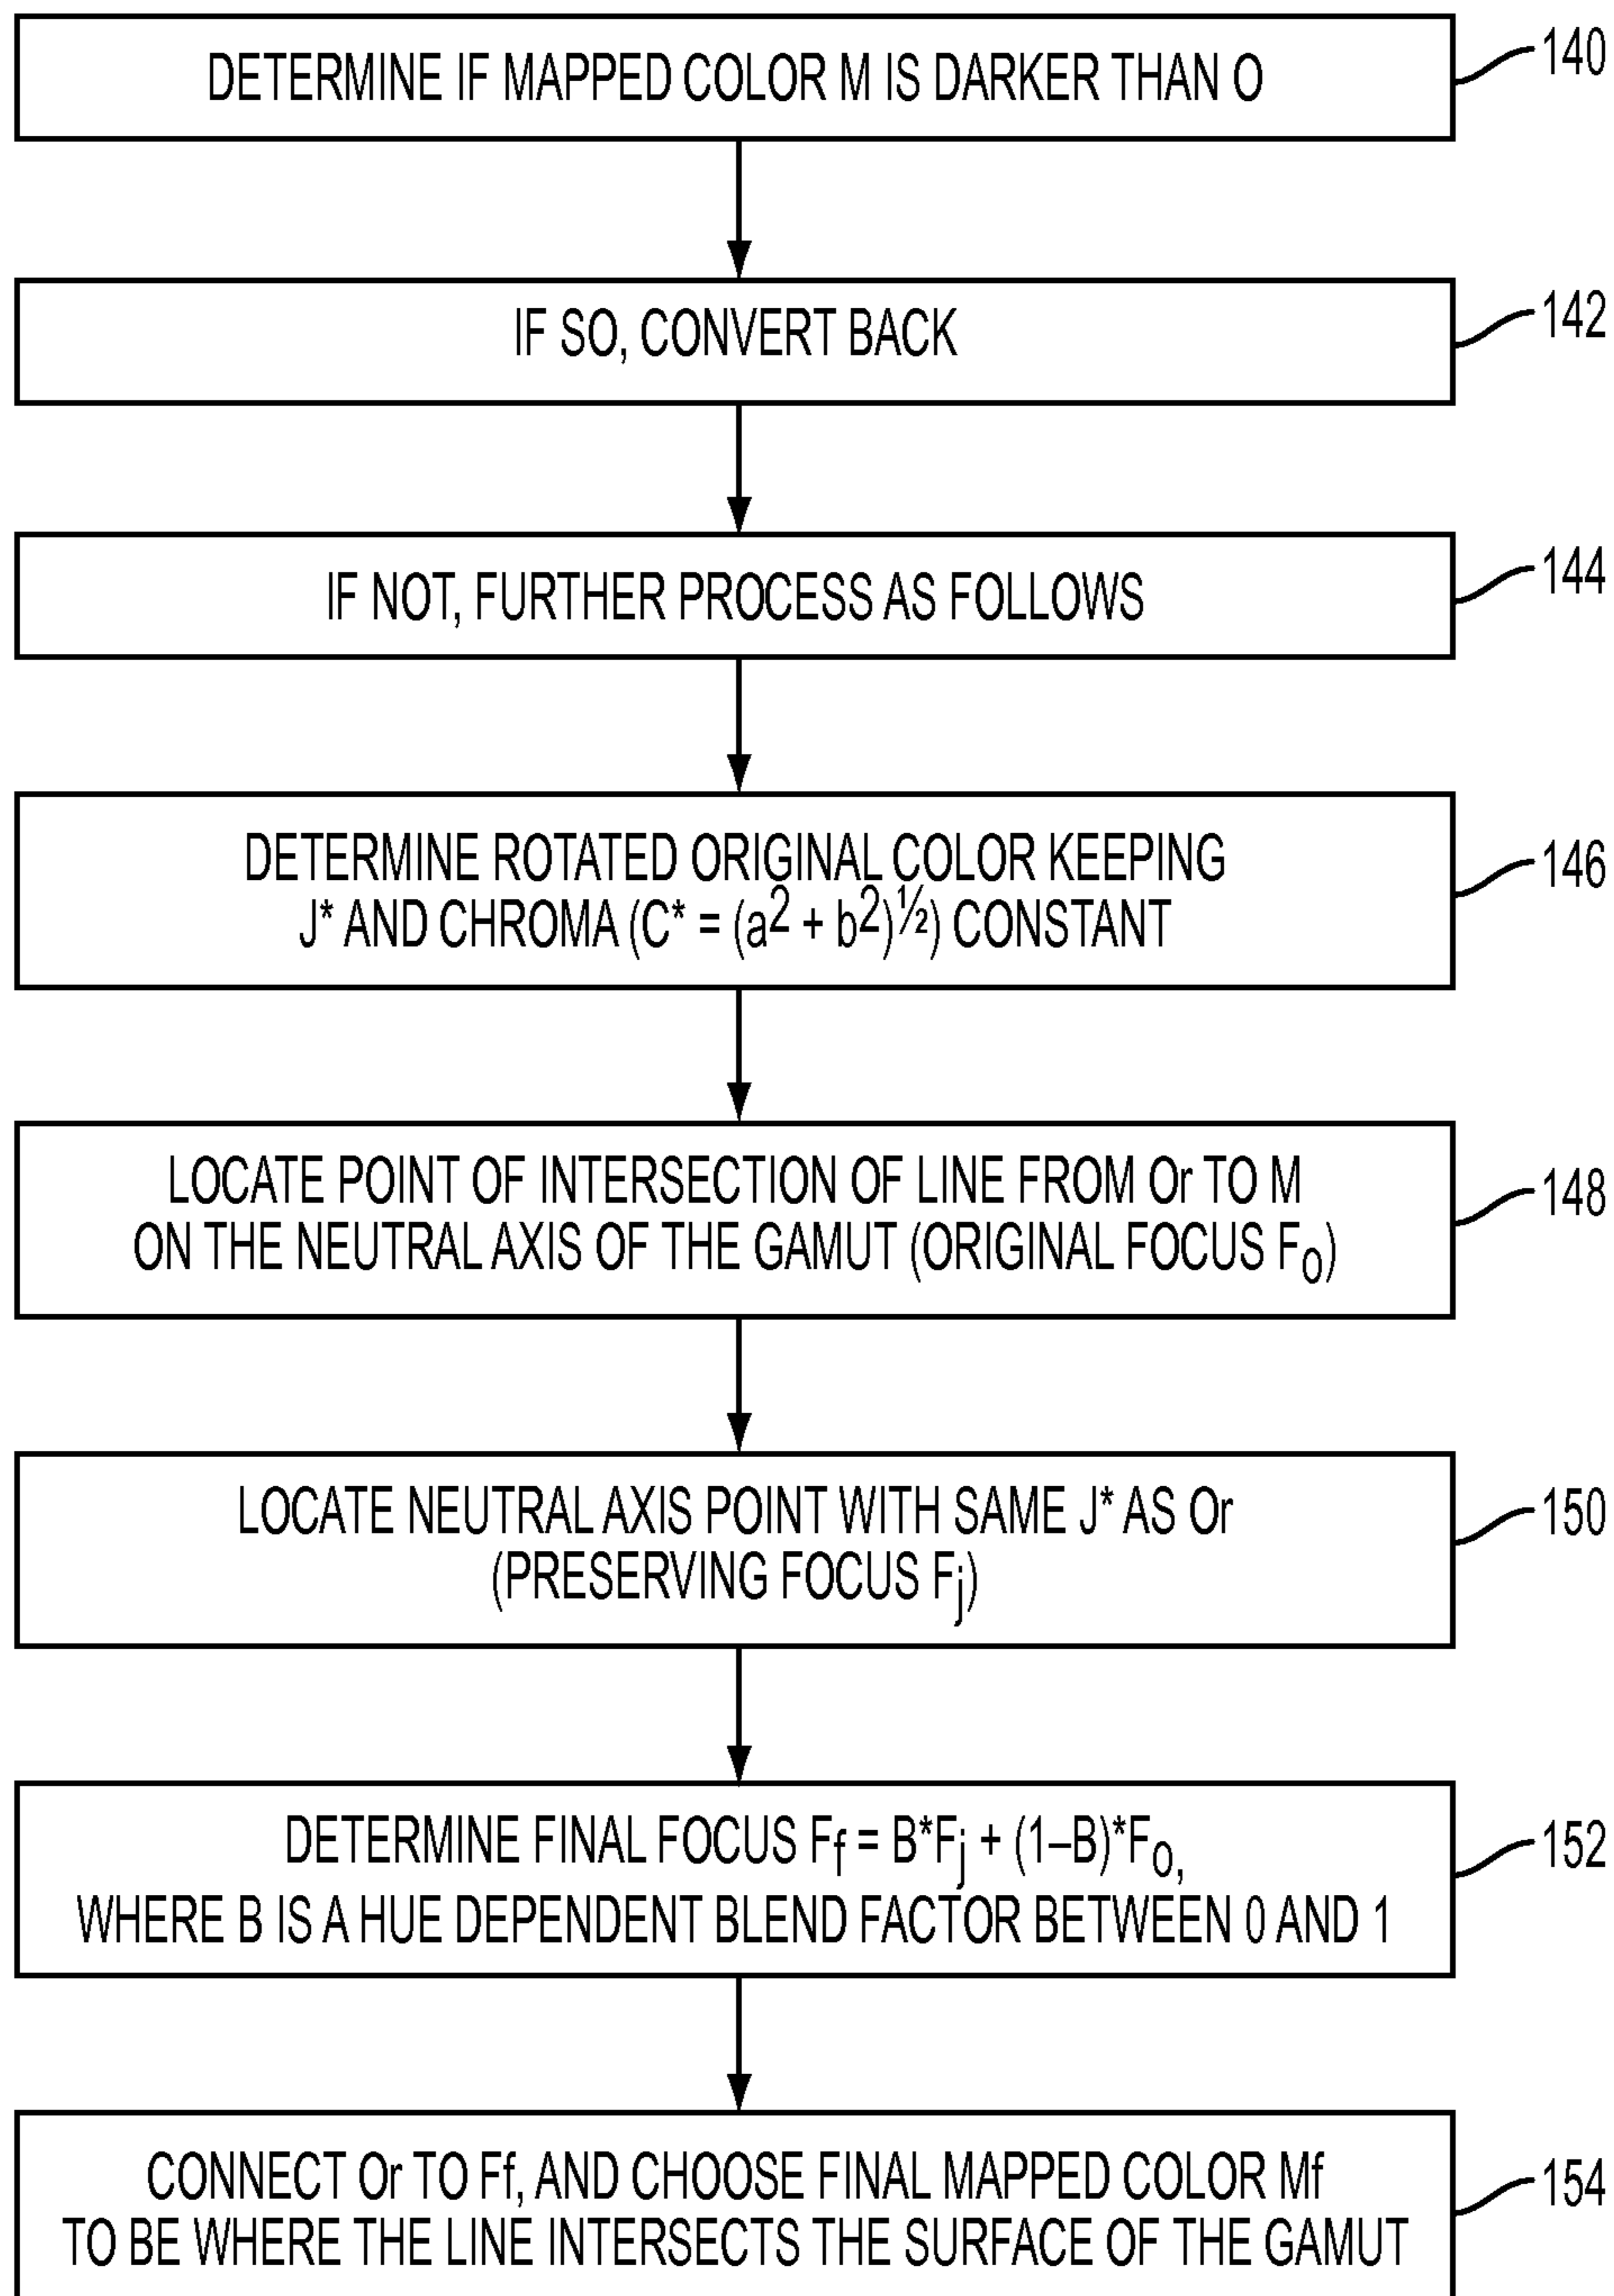 DETERMINE IF MAPPED COLOR M IS DARKER THAN O
140
IF SO, CONVERT BACK
142
IF NOT, FURTHER PROCESS AS FOLLOWS
144
DETERMINE ROTATED ORIGINAL COLOR KEEPING
J* AND CHROMA (C* = (a² + b²)^½) CONSTANT
146
LOCATE POINT OF INTERSECTION OF LINE FROM Or TO M
ON THE NEUTRAL AXIS OF THE GAMUT (ORIGINAL FOCUS Fo)
148
LOCATE NEUTRAL AXIS POINT WITH SAME J* AS Or
(PRESERVING FOCUS Fj)
150
DETERMINE FINAL FOCUS Ff = B*Fj + (1–B)*Fo,
WHERE B IS A HUE DEPENDENT BLEND FACTOR BETWEEN 0 AND 1
152
CONNECT Or TO Ff, AND CHOOSE FINAL MAPPED COLOR Mf
TO BE WHERE THE LINE INTERSECTS THE SURFACE OF THE GAMUT
154